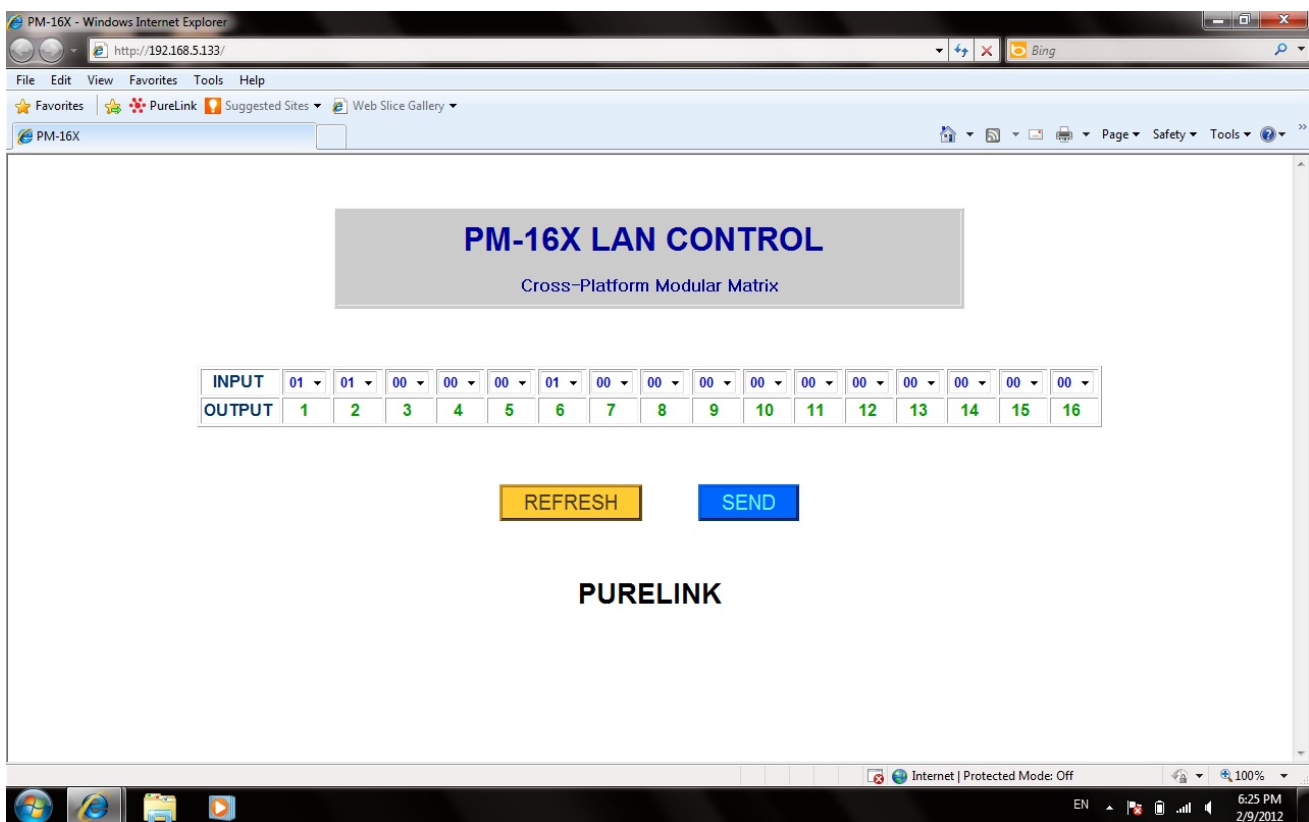 PM-16X - Windows Internet Explorer
http://192.168.5.133/
Bing
File Edit View Favorites Tools Help
Favorites PureLink Suggested Sites Web Slice Gallery
PM-16X
Page Safety Tools
PM-16X LAN CONTROL
Cross-Platform Modular Matrix
INPUT 01 01 00 00 00 01 00 00 00 00 00 00 00 00 00 00
OUTPUT 1 2 3 4 5 6 7 8 9 10 11 12 13 14 15 16
REFRESH SEND
PURELINK
Internet | Protected Mode: Off 100%
EN 6:25 PM
2/9/2012